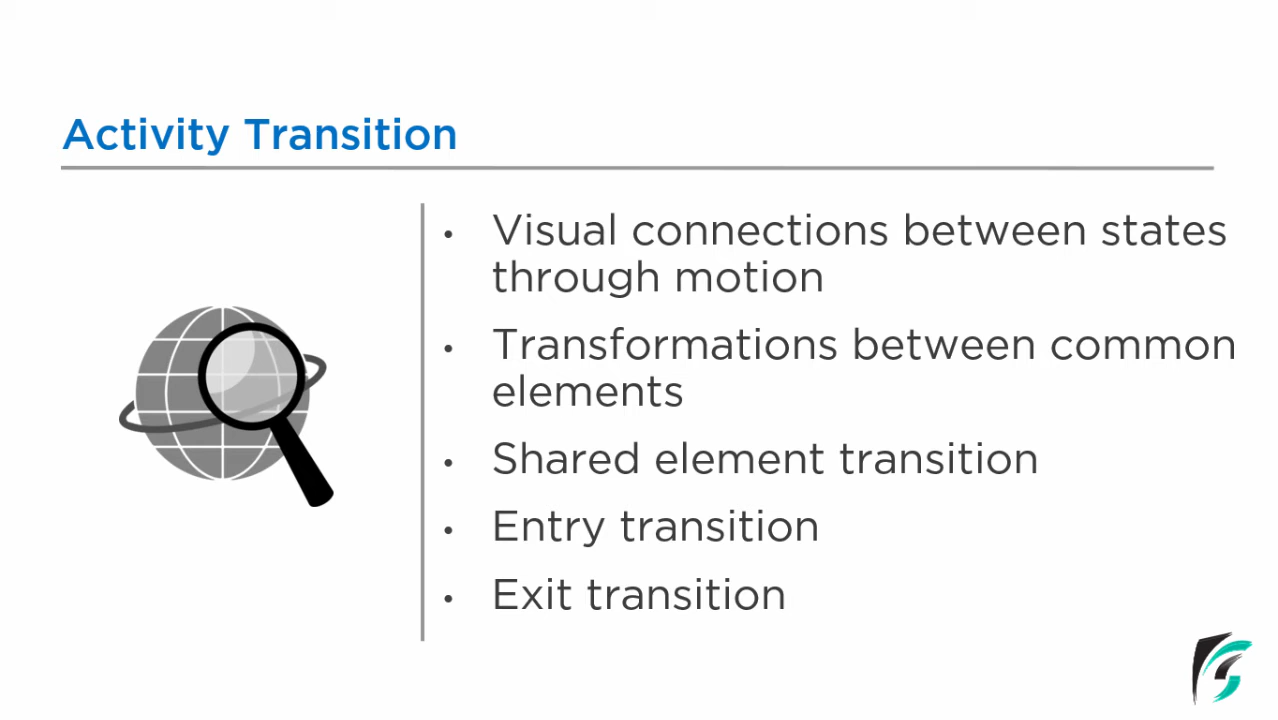 Activity Transition
• Visual connections between states
through motion
• Transformations between common
elements
• Shared element transition
• Entry transition
• Exit transition